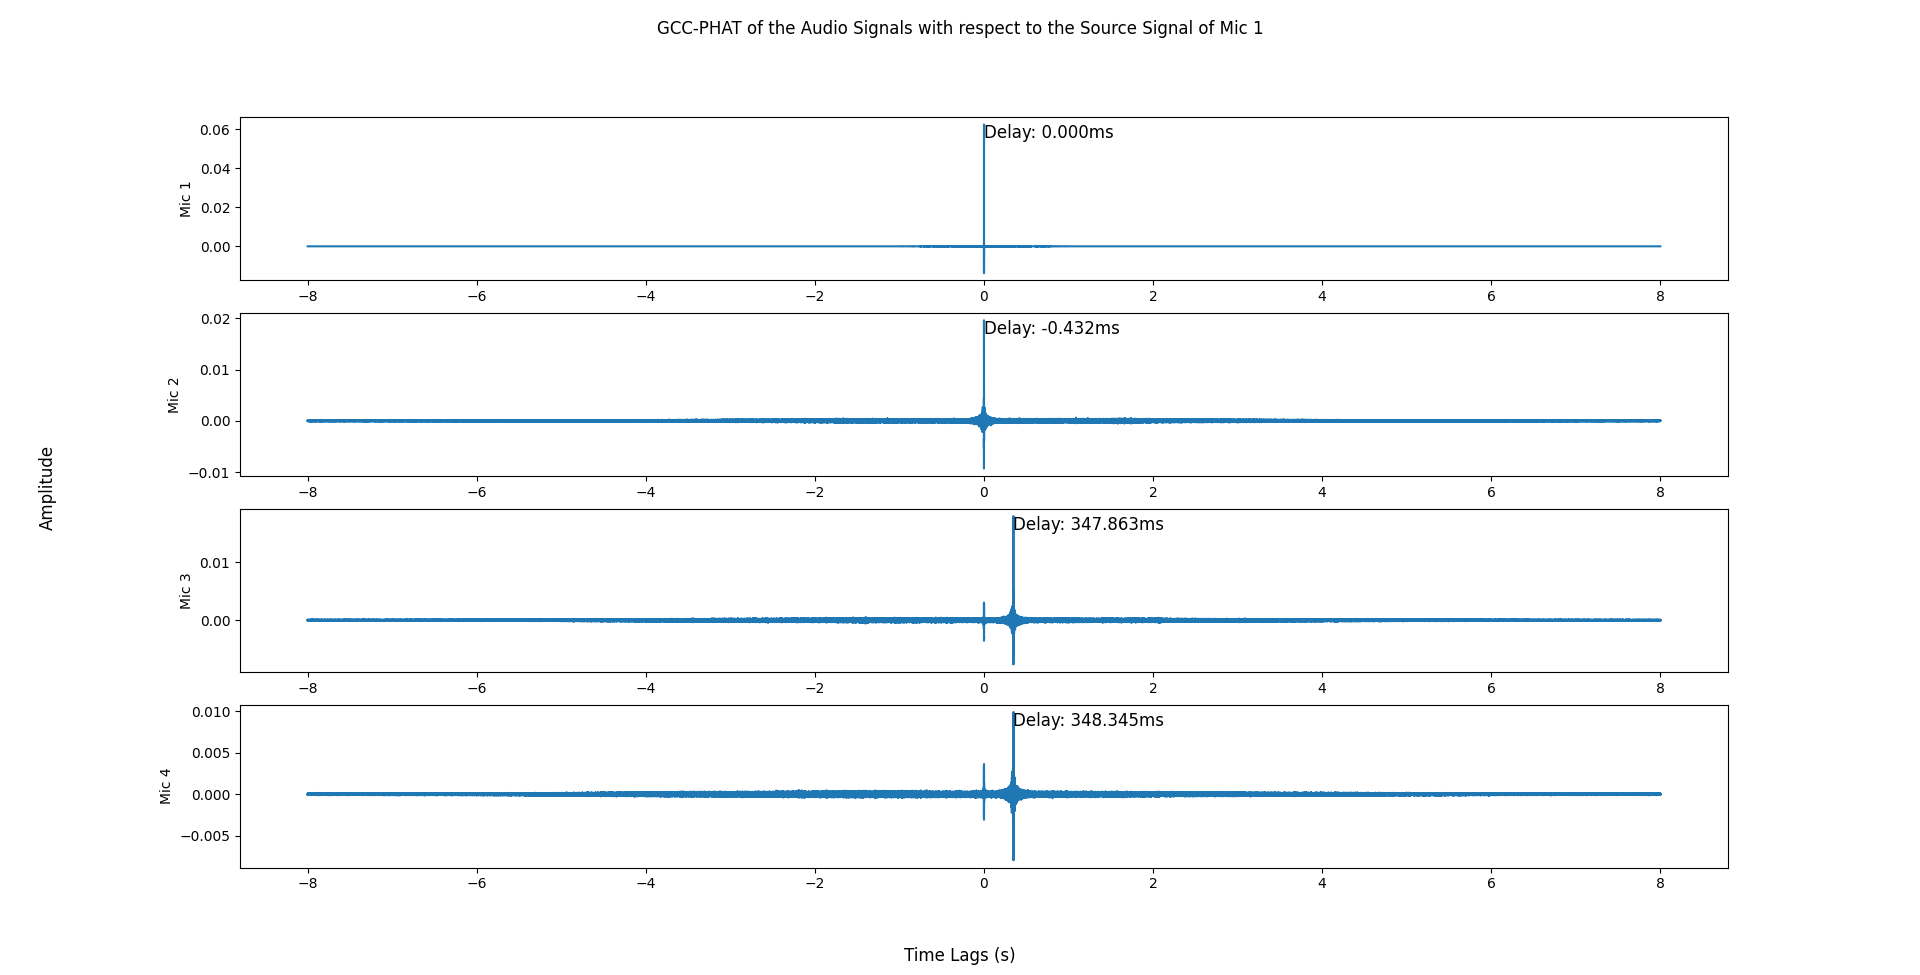 GCC-PHAT of the Audio Signals with respect to the Source Signal of Mic 1
Amplitude
Mic 1
0.06
0.04
0.02
0.00
Delay: 0.000ms
−8 −6 −4 −2 0 2 4 6 8
Mic 2
0.02
0.01
0.00
−0.01
Delay: -0.432ms
−8 −6 −4 −2 0 2 4 6 8
Mic 3
0.01
0.00
Delay: 347.863ms
−8 −6 −4 −2 0 2 4 6 8
Mic 4
0.010
0.005
0.000
−0.005
Delay: 348.345ms
−8 −6 −4 −2 0 2 4 6 8
Time Lags (s)